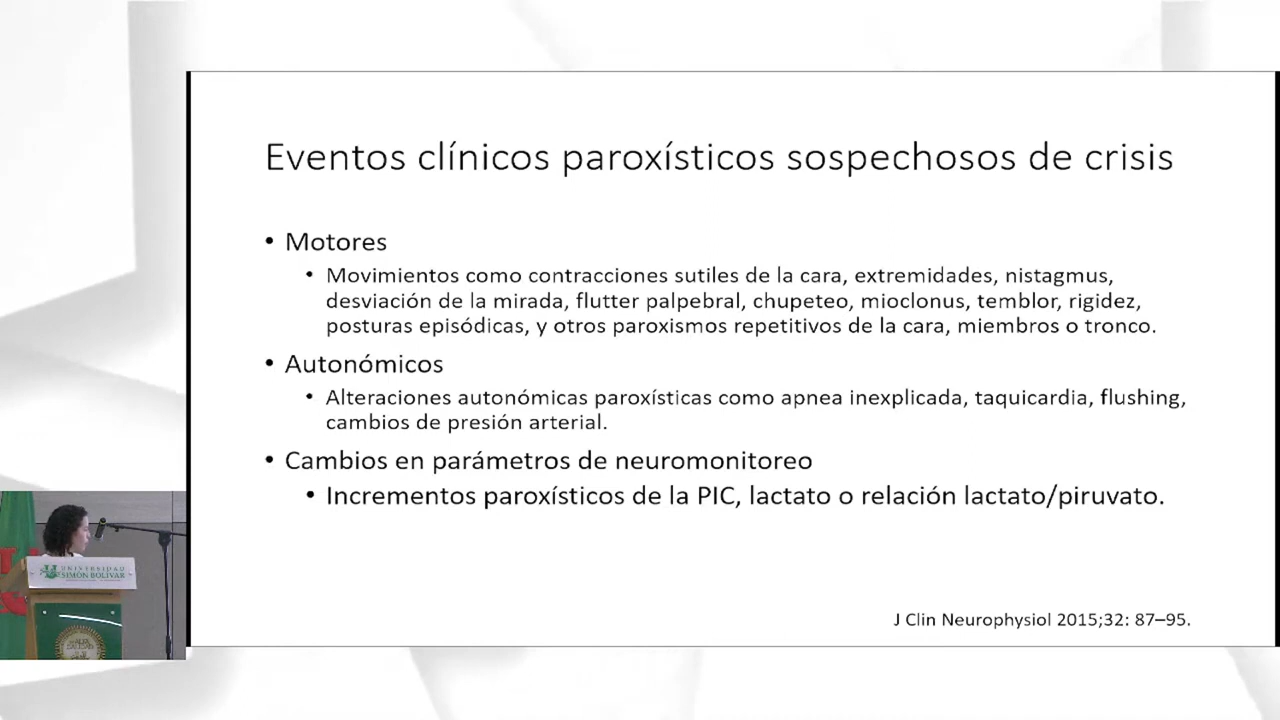 Eventos clínicos paroxísticos sospechosos de crisis
• Motores
• Movimientos como contracciones sutiles de la cara, extremidades, nistagmus,
desviación de la mirada, flutter palpebral, chupeteo, mioclonus, temblor, rigidez,
posturas episódicas, y otros paroxismos repetitivos de la cara, miembros o tronco.
• Autonómicos
• Alteraciones autonómicas paroxísticas como apnea inexplicada, taquicardia, flushing,
cambios de presión arterial.
• Cambios en parámetros de neuromonitoreo
• Incrementos paroxísticos de la PIC, lactato o relación lactato/piruvato.
J Clin Neurophysiol 2015;32: 87–95.
UNIVERSIDAD
SIMÓN BOLÍVAR